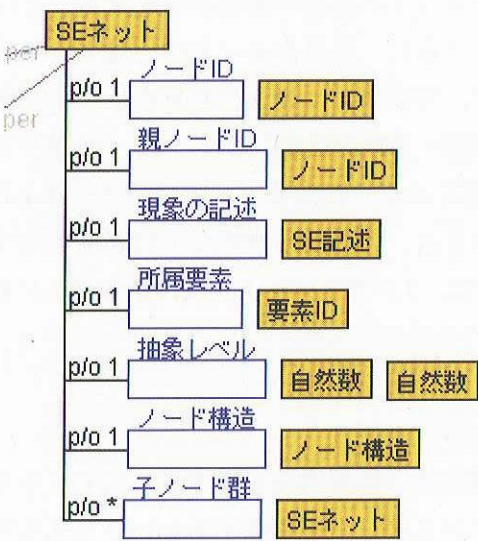 SEネット
per
per
ノードID
p/o 1 ノードID
親ノードID
p/o 1 ノードID
現象の記述
p/o 1 SE記述
所属要素
p/o 1 要素ID
抽象レベル
p/o 1 自然数 自然数
ノード構造
p/o 1 ノード構造
子ノード群
p/o * SEネット